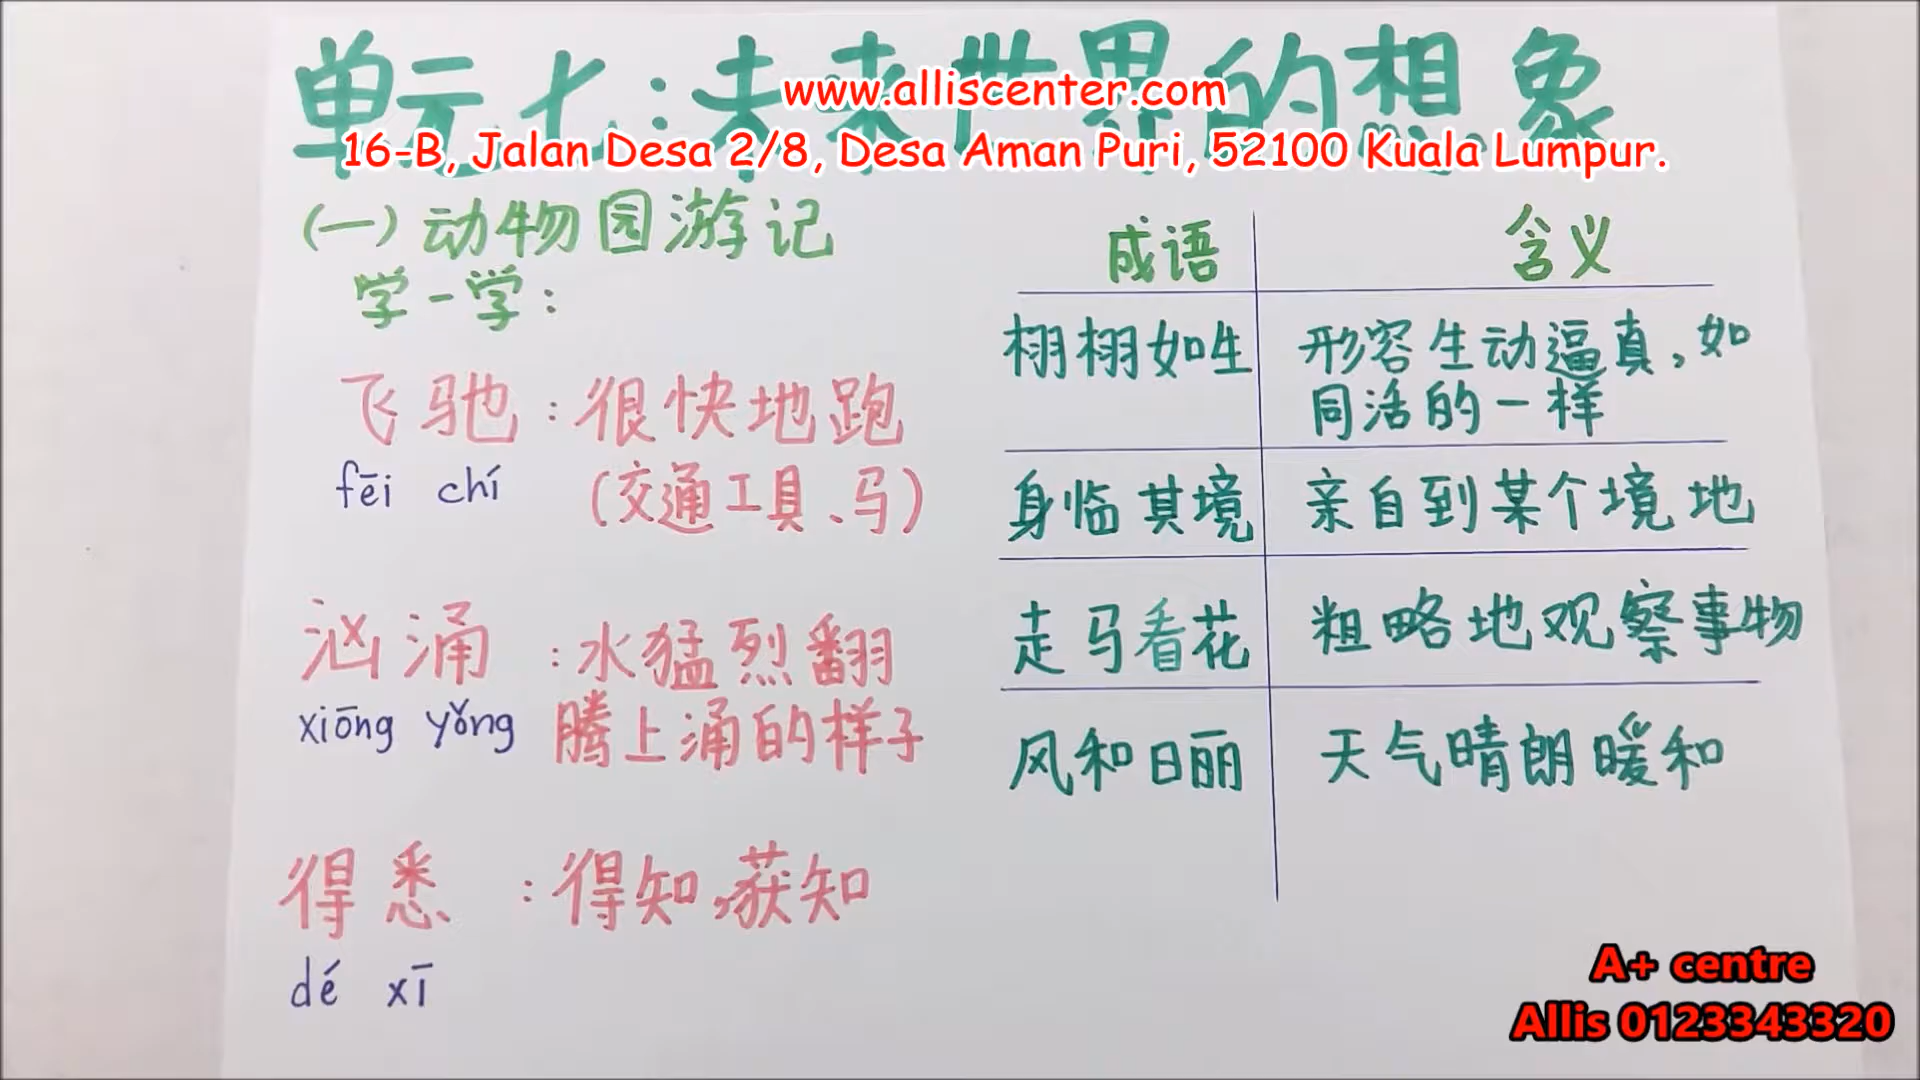 单元七:未来世界的想象
www.alliscenter.com
16-B, Jalan Desa 2/8, Desa Aman Puri, 52100 Kuala Lumpur.
(一)动物园游记
学一学:
飞驰:很快地跑
fēi chí (交通工具、马)
汹涌:水猛烈翻
xiōng yǒng 腾上涌的样子
得悉:得知,获知
dé xī
成语 含义
栩栩如生 形容生动逼真,如
同活的一样
身临其境 亲自到某个境地
走马看花 粗略地观察事物
风和日丽 天气晴朗暖和
A+ centre
Allis 0123343320